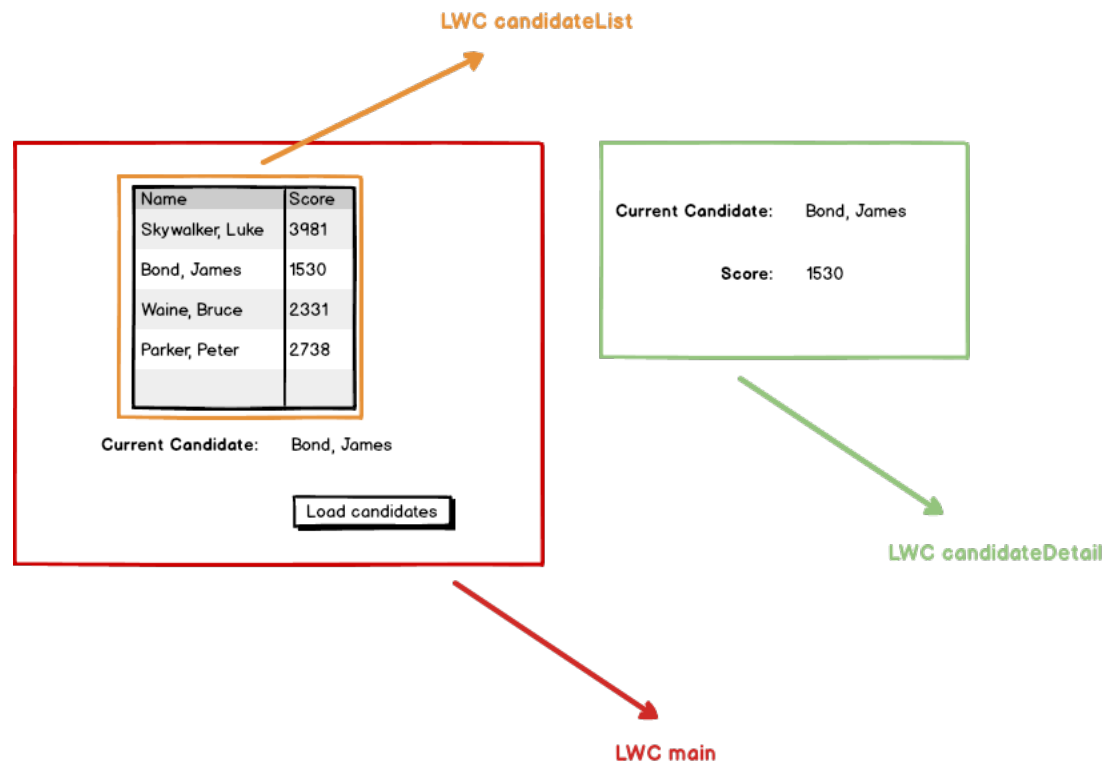 LWC candidateList
Name Score
Skywalker, Luke 3981
Bond, James 1530
Waine, Bruce 2331
Parker, Peter 2738
Current Candidate: Bond, James
Load candidates
Current Candidate: Bond, James
Score: 1530
LWC candidateDetail
LWC main